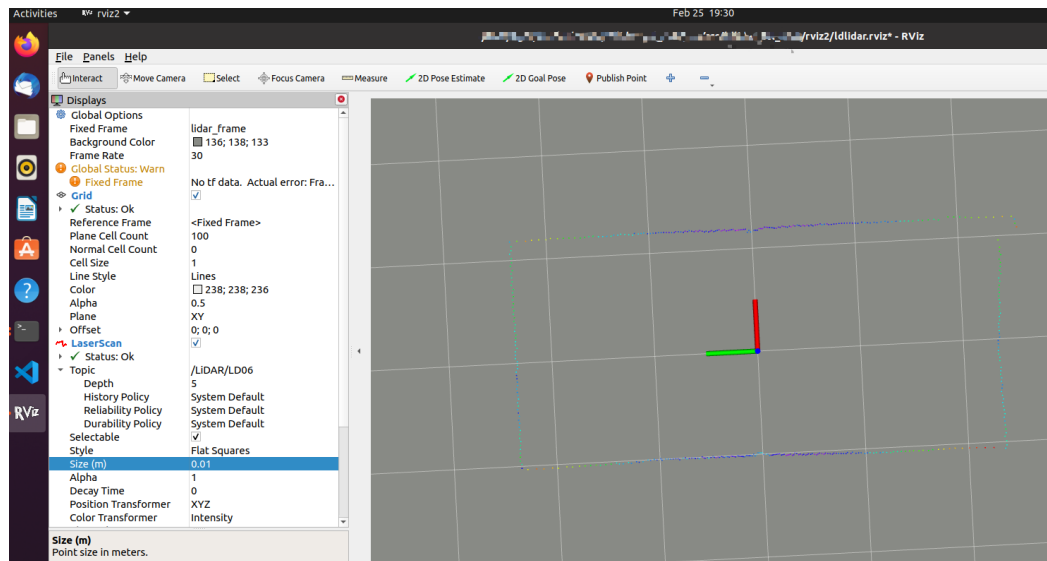 Activities RViz rviz2 Feb 25 19:30
/rviz2/ldlidar.rviz* - RViz
File Panels Help
Interact Move Camera Select Focus Camera Measure 2D Pose Estimate 2D Goal Pose Publish Point
Displays
Global Options
Fixed Frame lidar_frame
Background Color 136; 138; 133
Frame Rate 30
Global Status: Warn
Fixed Frame No tf data. Actual error: Fra...
Grid
Status: Ok
Reference Frame <Fixed Frame>
Plane Cell Count 100
Normal Cell Count 0
Cell Size 1
Line Style Lines
Color 238; 238; 236
Alpha 0.5
Plane XY
Offset 0; 0; 0
LaserScan
Status: Ok
Topic /LiDAR/LD06
Depth 5
History Policy System Default
Reliability Policy System Default
Durability Policy System Default
Selectable
Style Flat Squares
Size (m) 0.01
Alpha 1
Decay Time 0
Position Transformer XYZ
Color Transformer Intensity
Size (m)
Point size in meters.
RViz